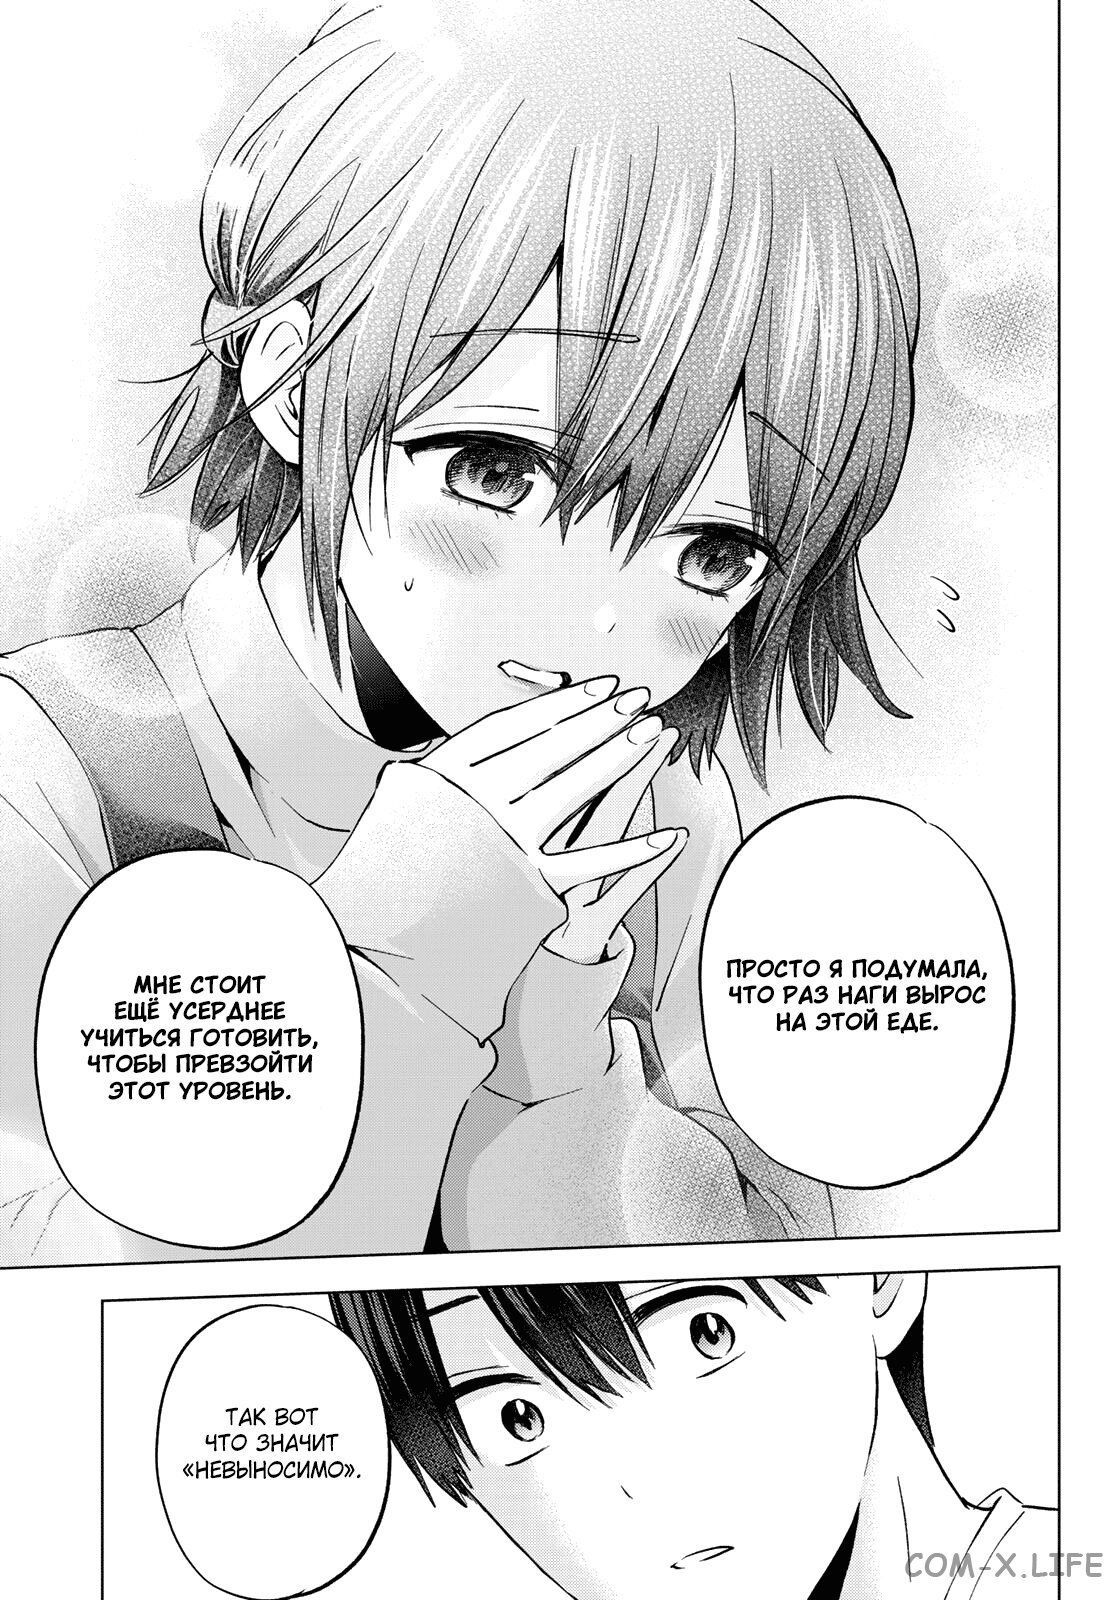 ПРОСТО Я ПОДУМАЛА,
ЧТО РАЗ НАГИ ВЫРОС
НА ЭТОЙ ЕДЕ.
МНЕ СТОИТ
ЕЩЁ УСЕРДНЕЕ
УЧИТЬСЯ ГОТОВИТЬ,
ЧТОБЫ ПРЕВЗОЙТИ
ЭТОТ УРОВЕНЬ.
ТАК ВОТ
ЧТО ЗНАЧИТ
«НЕВЫНОСИМО».
COM-X.LIFE